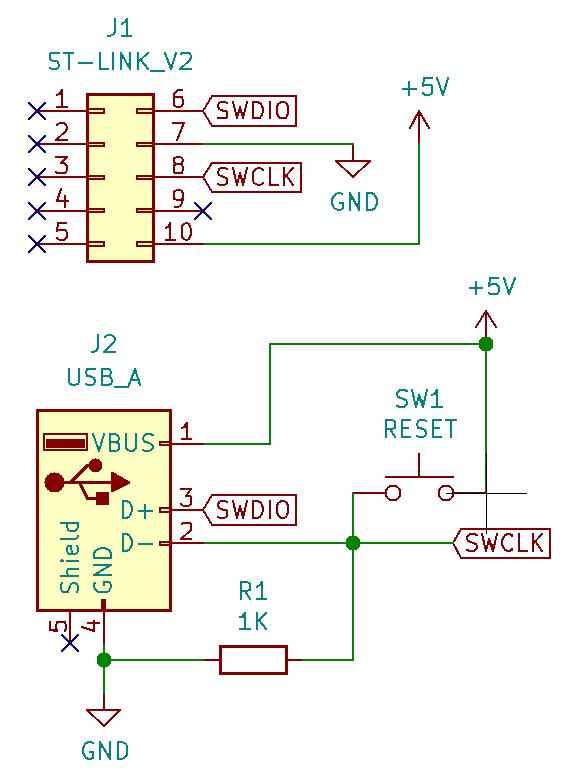 J1
ST-LINK_V2
1 6 SWDIO
2 7
3 8 SWCLK
4 9
5 10
+5V
GND
+5V
J2
USB_A
VBUS 1
SW1
RESET
D+ 3 SWDIO
D- 2
SWCLK
Shield
GND
5
4
R1
1K
GND